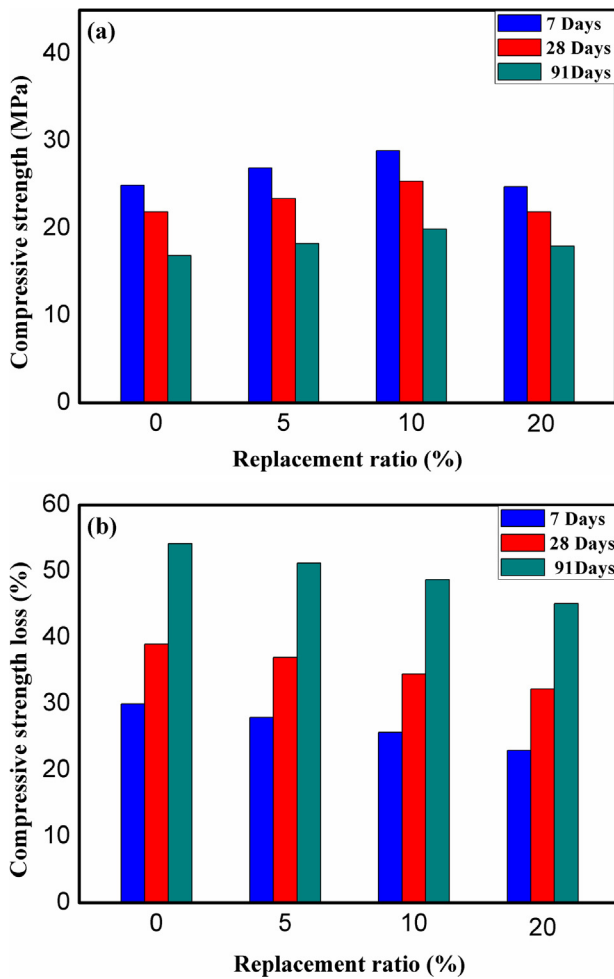 (a)
7 Days
28 Days
91Days
Compressive strength (MPa)
40
30
20
10
0
0 5 10 20
Replacement ratio (%)
(b)
7 Days
28 Days
91Days
Compressive strength loss (%)
60
50
40
30
20
10
0
0 5 10 20
Replacement ratio (%)